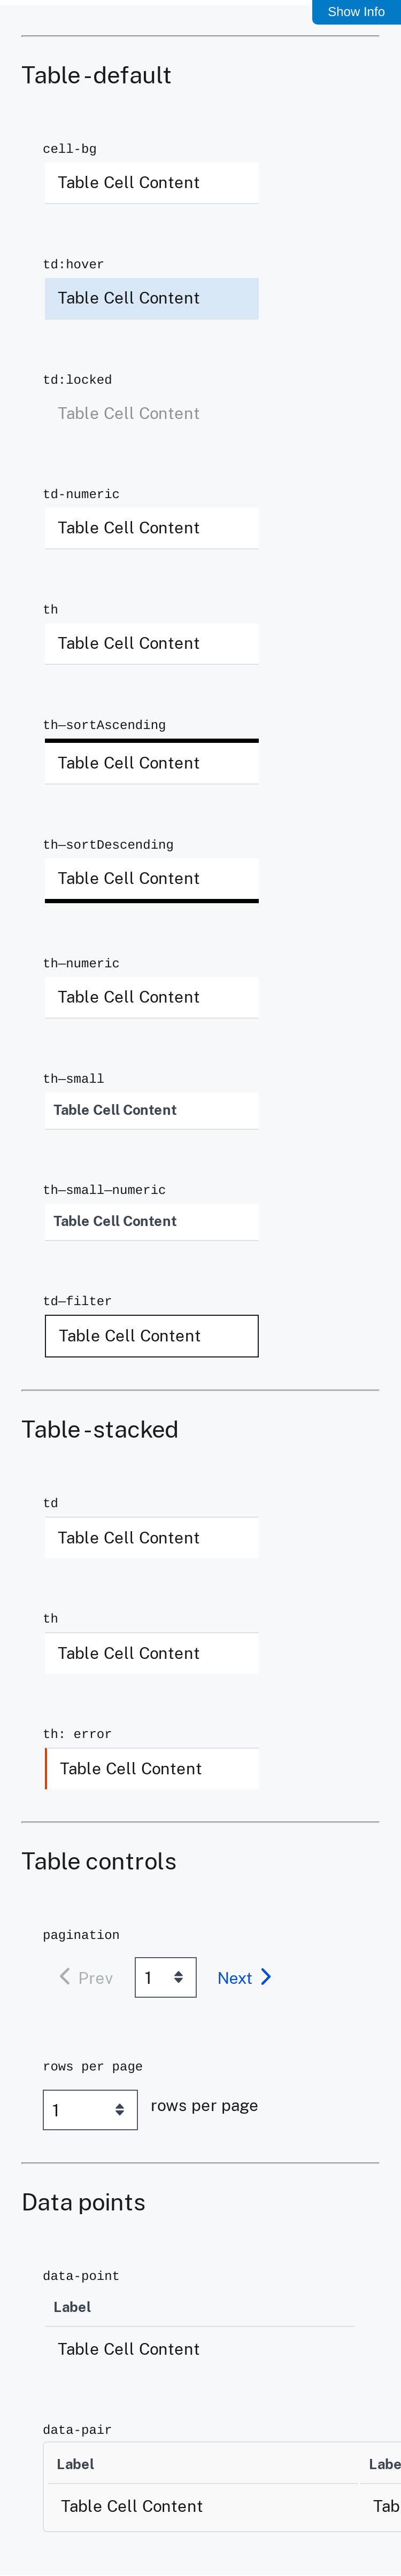 Show Info
Table - default
cell-bg
Table Cell Content
td:hover
Table Cell Content
td:locked
Table Cell Content
td-numeric
Table Cell Content
th
Table Cell Content
th—sortAscending
Table Cell Content
th—sortDescending
Table Cell Content
th—numeric
Table Cell Content
th—small
Table Cell Content
th—small—numeric
Table Cell Content
td—filter
Table Cell Content
Table - stacked
td
Table Cell Content
th
Table Cell Content
th: error
Table Cell Content
Table controls
pagination
Prev 1 Next
rows per page
1 rows per page
Data points
data-point
Label
Table Cell Content
data-pair
Label Labe
Table Cell Content Tab